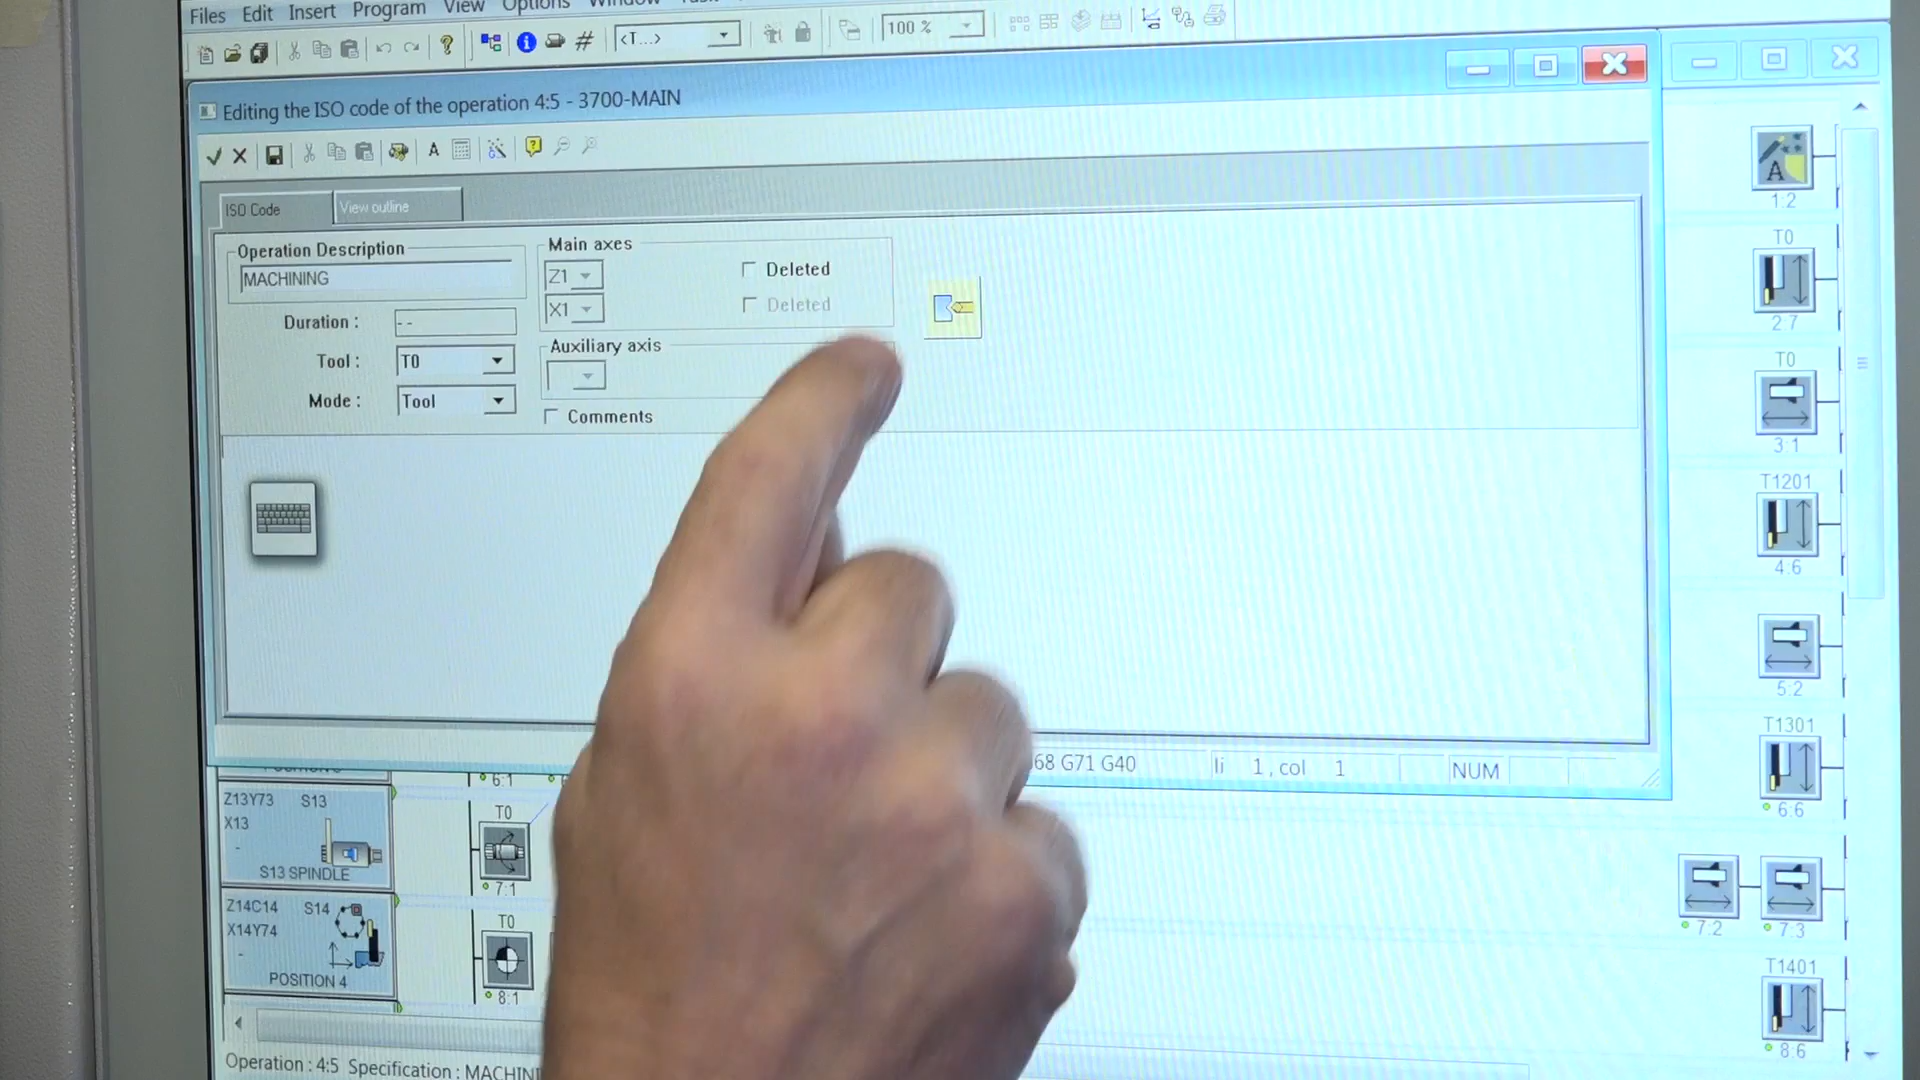 Files Edit Insert Program View Options Window
<T...> 100 %
Editing the ISO code of the operation 4:5 - 3700-MAIN
A
ISO Code View outline
Operation Description
MACHINING
Main axes
Z1 Deleted
X1 Deleted
Duration : --
Tool : T0
Mode : Tool
Auxiliary axis
Comments
68 G71 G40 li 1 , col 1 NUM
A
1:2
T0
2:7
T0
3:1
T1201
4:6
5:2
T1301
6:6
7:2 7:3
T1401
8:6
6:1
Z13Y73 S13
X13
-
S13 SPINDLE
T0
7:1
Z14C14 S14
X14Y74
-
POSITION 4
T0
8:1
Operation : 4:5 Specification : MACHINI